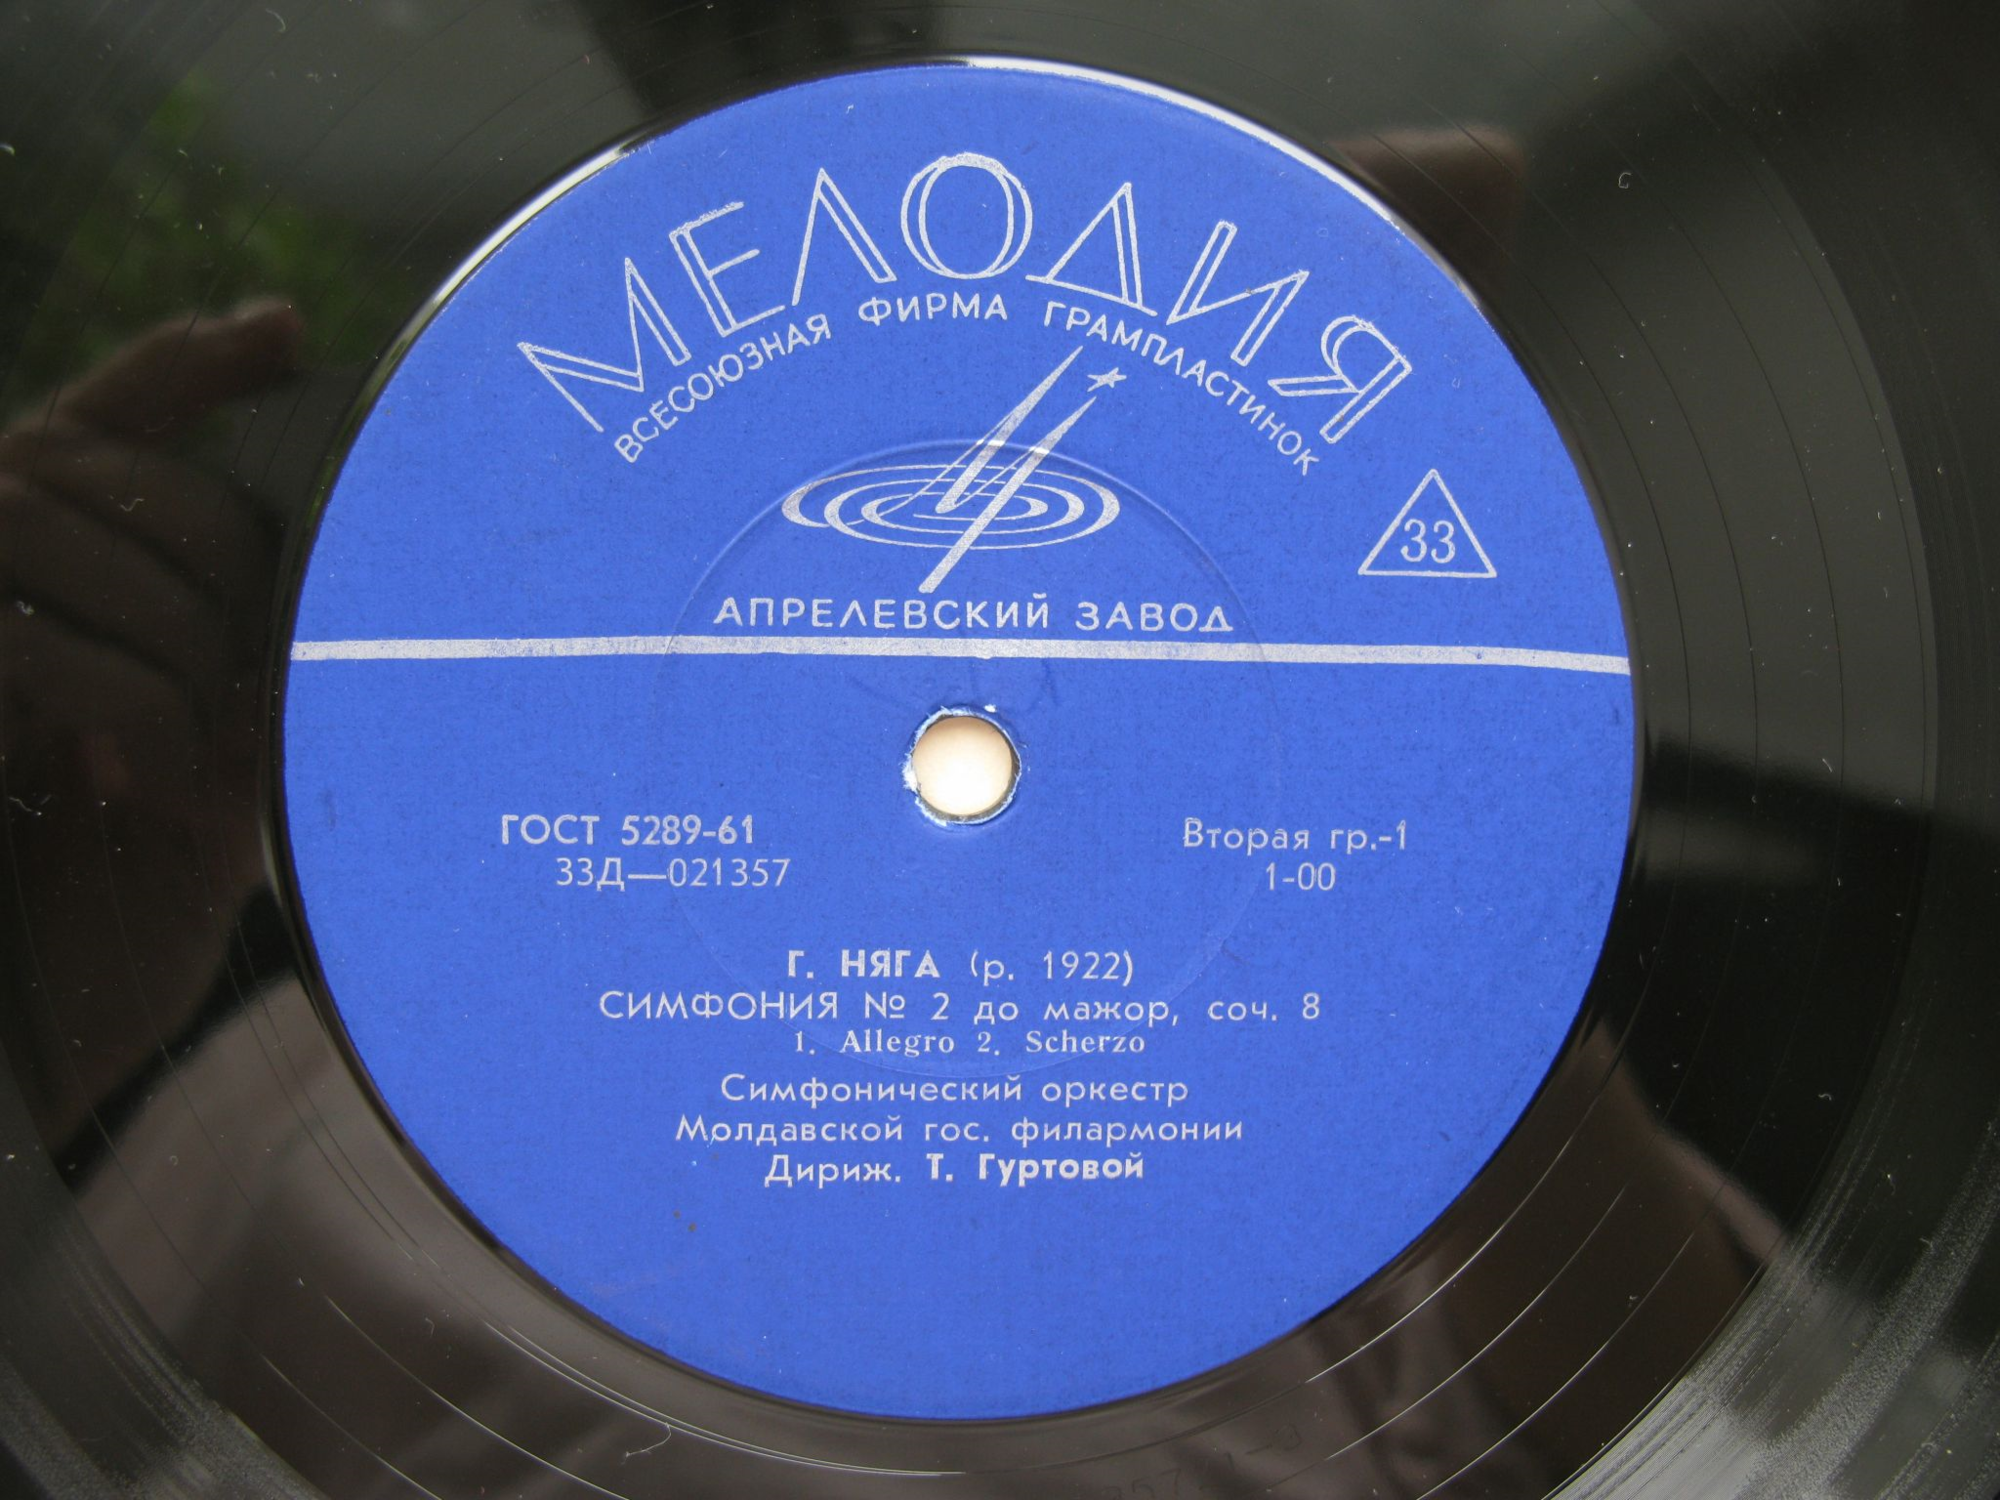 МЕЛОДИЯ
ВСЕСОЮЗНАЯ ФИРМА ГРАМПЛАСТИНОК
33
АПРЕЛЕВСКИЙ ЗАВОД
ГОСТ 5289-61
33Д—021357
Вторая гр.-1
1-00
Г. НЯГА (р. 1922)
СИМФОНИЯ № 2 до мажор, соч. 8
1. Allegro 2. Scherzo
Симфонический оркестр
Молдавской гос. филармонии
Дириж. Т. Гуртовой